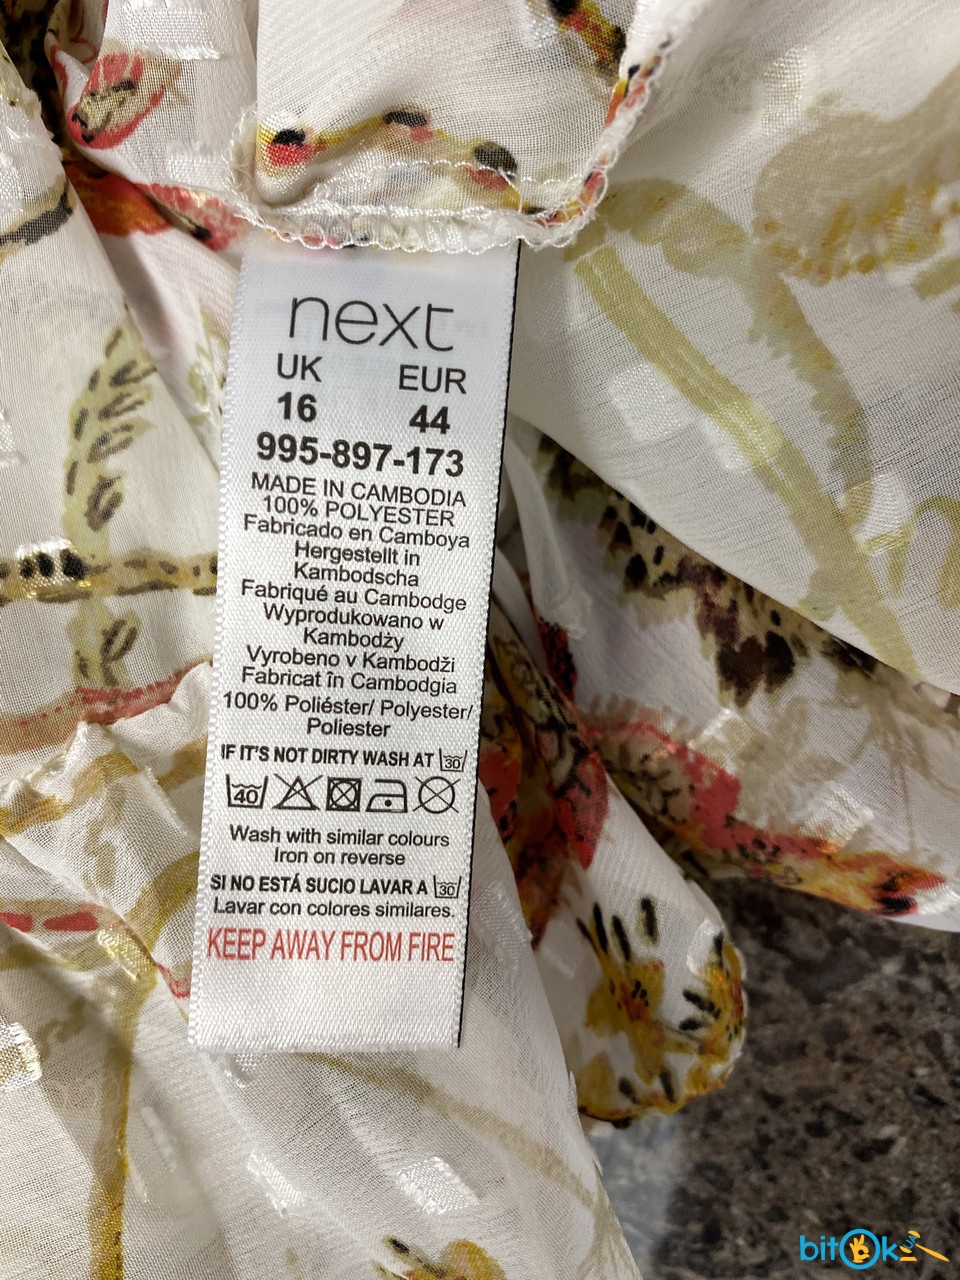 next
UK EUR
16 44
995-897-173
MADE IN CAMBODIA
100% POLYESTER
Fabricado en Camboya
Hergestellt in
Kambodscha
Fabriqué au Cambodge
Wyprodukowano w
Kambodży
Vyrobeno v Kambodži
Fabricat în Cambodgia
100% Poliéster/ Polyester/
Poliester
IF IT'S NOT DIRTY WASH AT 30
40
Wash with similar colours
Iron on reverse
SI NO ESTÁ SUCIO LAVAR A 30
Lavar con colores similares.
KEEP AWAY FROM FIRE
bitOk